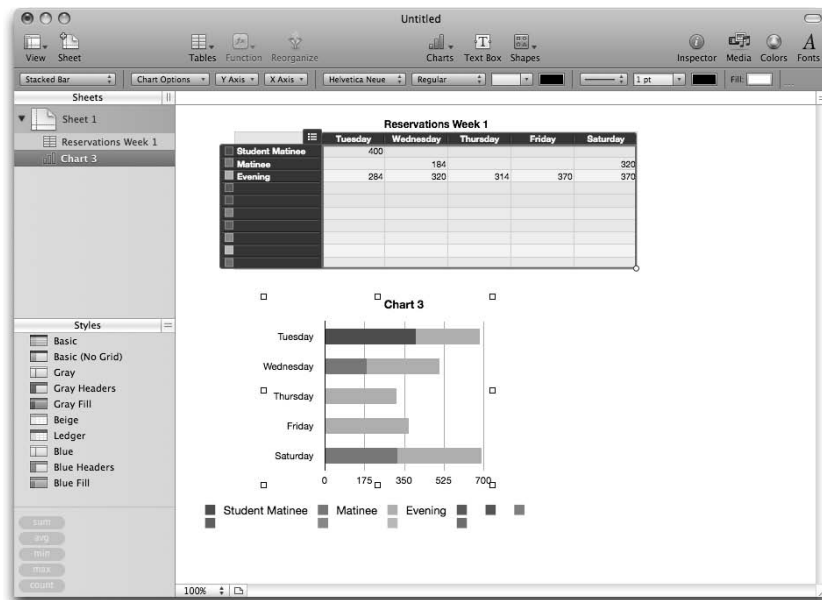 Untitled
View Sheet Tables Function Reorganize Charts Text Box Shapes Inspector Media Colors Fonts
Stacked Bar Chart Options Y Axis X Axis Helvetica Neue Regular 1 pt Fill:
Sheets
Sheet 1
Reservations Week 1
Chart 3
Styles
Basic
Basic (No Grid)
Gray
Gray Headers
Gray Fill
Beige
Ledger
Blue
Blue Headers
Blue Fill
sum
avg
min
max
count
Reservations Week 1
Tuesday Wednesday Thursday Friday Saturday
Student Matinee 400
Matinee 184 320
Evening 284 320 314 370 370
Chart 3
Tuesday
Wednesday
Thursday
Friday
Saturday
0 175 350 525 700
Student Matinee Matinee Evening
100%